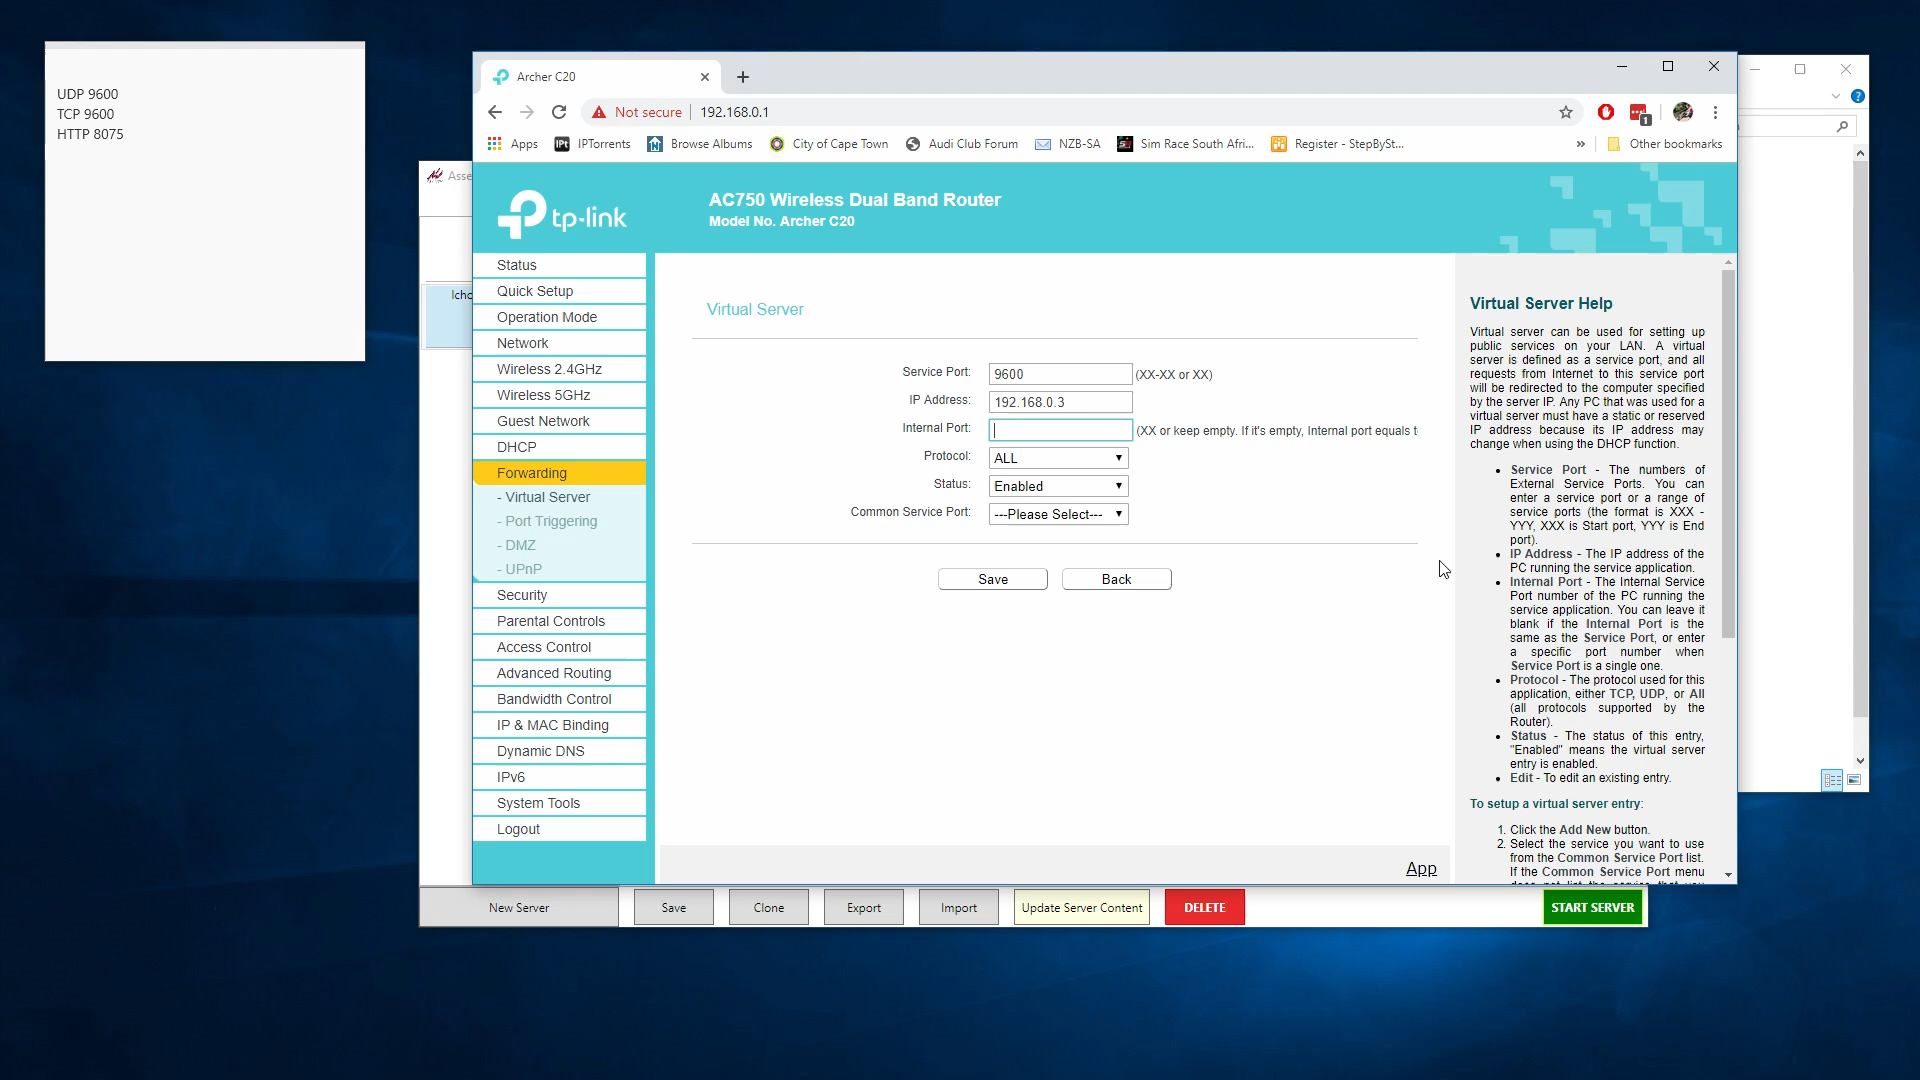 UDP 9600
TCP 9600
HTTP 8075
Archer C20
Not secure
192.168.0.1
1
Apps
IPT
IPTorrents
Browse Albums
City of Cape Town
Audi Club Forum
NZB-SA
Sim Race South Afri...
Register - StepBySt...
»
Other bookmarks
Asse
Ichc
tp-link
AC750 Wireless Dual Band Router
Model No. Archer C20
Status
Quick Setup
Operation Mode
Network
Wireless 2.4GHz
Wireless 5GHz
Guest Network
DHCP
Forwarding
- Virtual Server
- Port Triggering
- DMZ
- UPnP
Security
Parental Controls
Access Control
Advanced Routing
Bandwidth Control
IP & MAC Binding
Dynamic DNS
IPv6
System Tools
Logout
Virtual Server
Service Port: 9600 (XX-XX or XX)
IP Address: 192.168.0.3
Internal Port: (XX or keep empty. If it's empty, Internal port equals t
Protocol: ALL
Status: Enabled
Common Service Port: ---Please Select---
Save
Back
App
Virtual Server Help
Virtual server can be used for setting up
public services on your LAN. A virtual
server is defined as a service port, and all
requests from Internet to this service port
will be redirected to the computer specified
by the server IP. Any PC that was used for a
virtual server must have a static or reserved
IP address because its IP address may
change when using the DHCP function.
• Service Port - The numbers of
External Service Ports. You can
enter a service port or a range of
service ports (the format is XXX -
YYY, XXX is Start port, YYY is End
port).
• IP Address - The IP address of the
PC running the service application.
• Internal Port - The Internal Service
Port number of the PC running the
service application. You can leave it
blank if the Internal Port is the
same as the Service Port, or enter
a specific port number when
Service Port is a single one.
• Protocol - The protocol used for this
application, either TCP, UDP, or All
(all protocols supported by the
Router).
• Status - The status of this entry,
"Enabled" means the virtual server
entry is enabled.
• Edit - To edit an existing entry.
To setup a virtual server entry:
1. Click the Add New button.
2. Select the service you want to use
from the Common Service Port list.
If the Common Service Port menu
does not list the service that you
New Server
Save
Clone
Export
Import
Update Server Content
DELETE
START SERVER